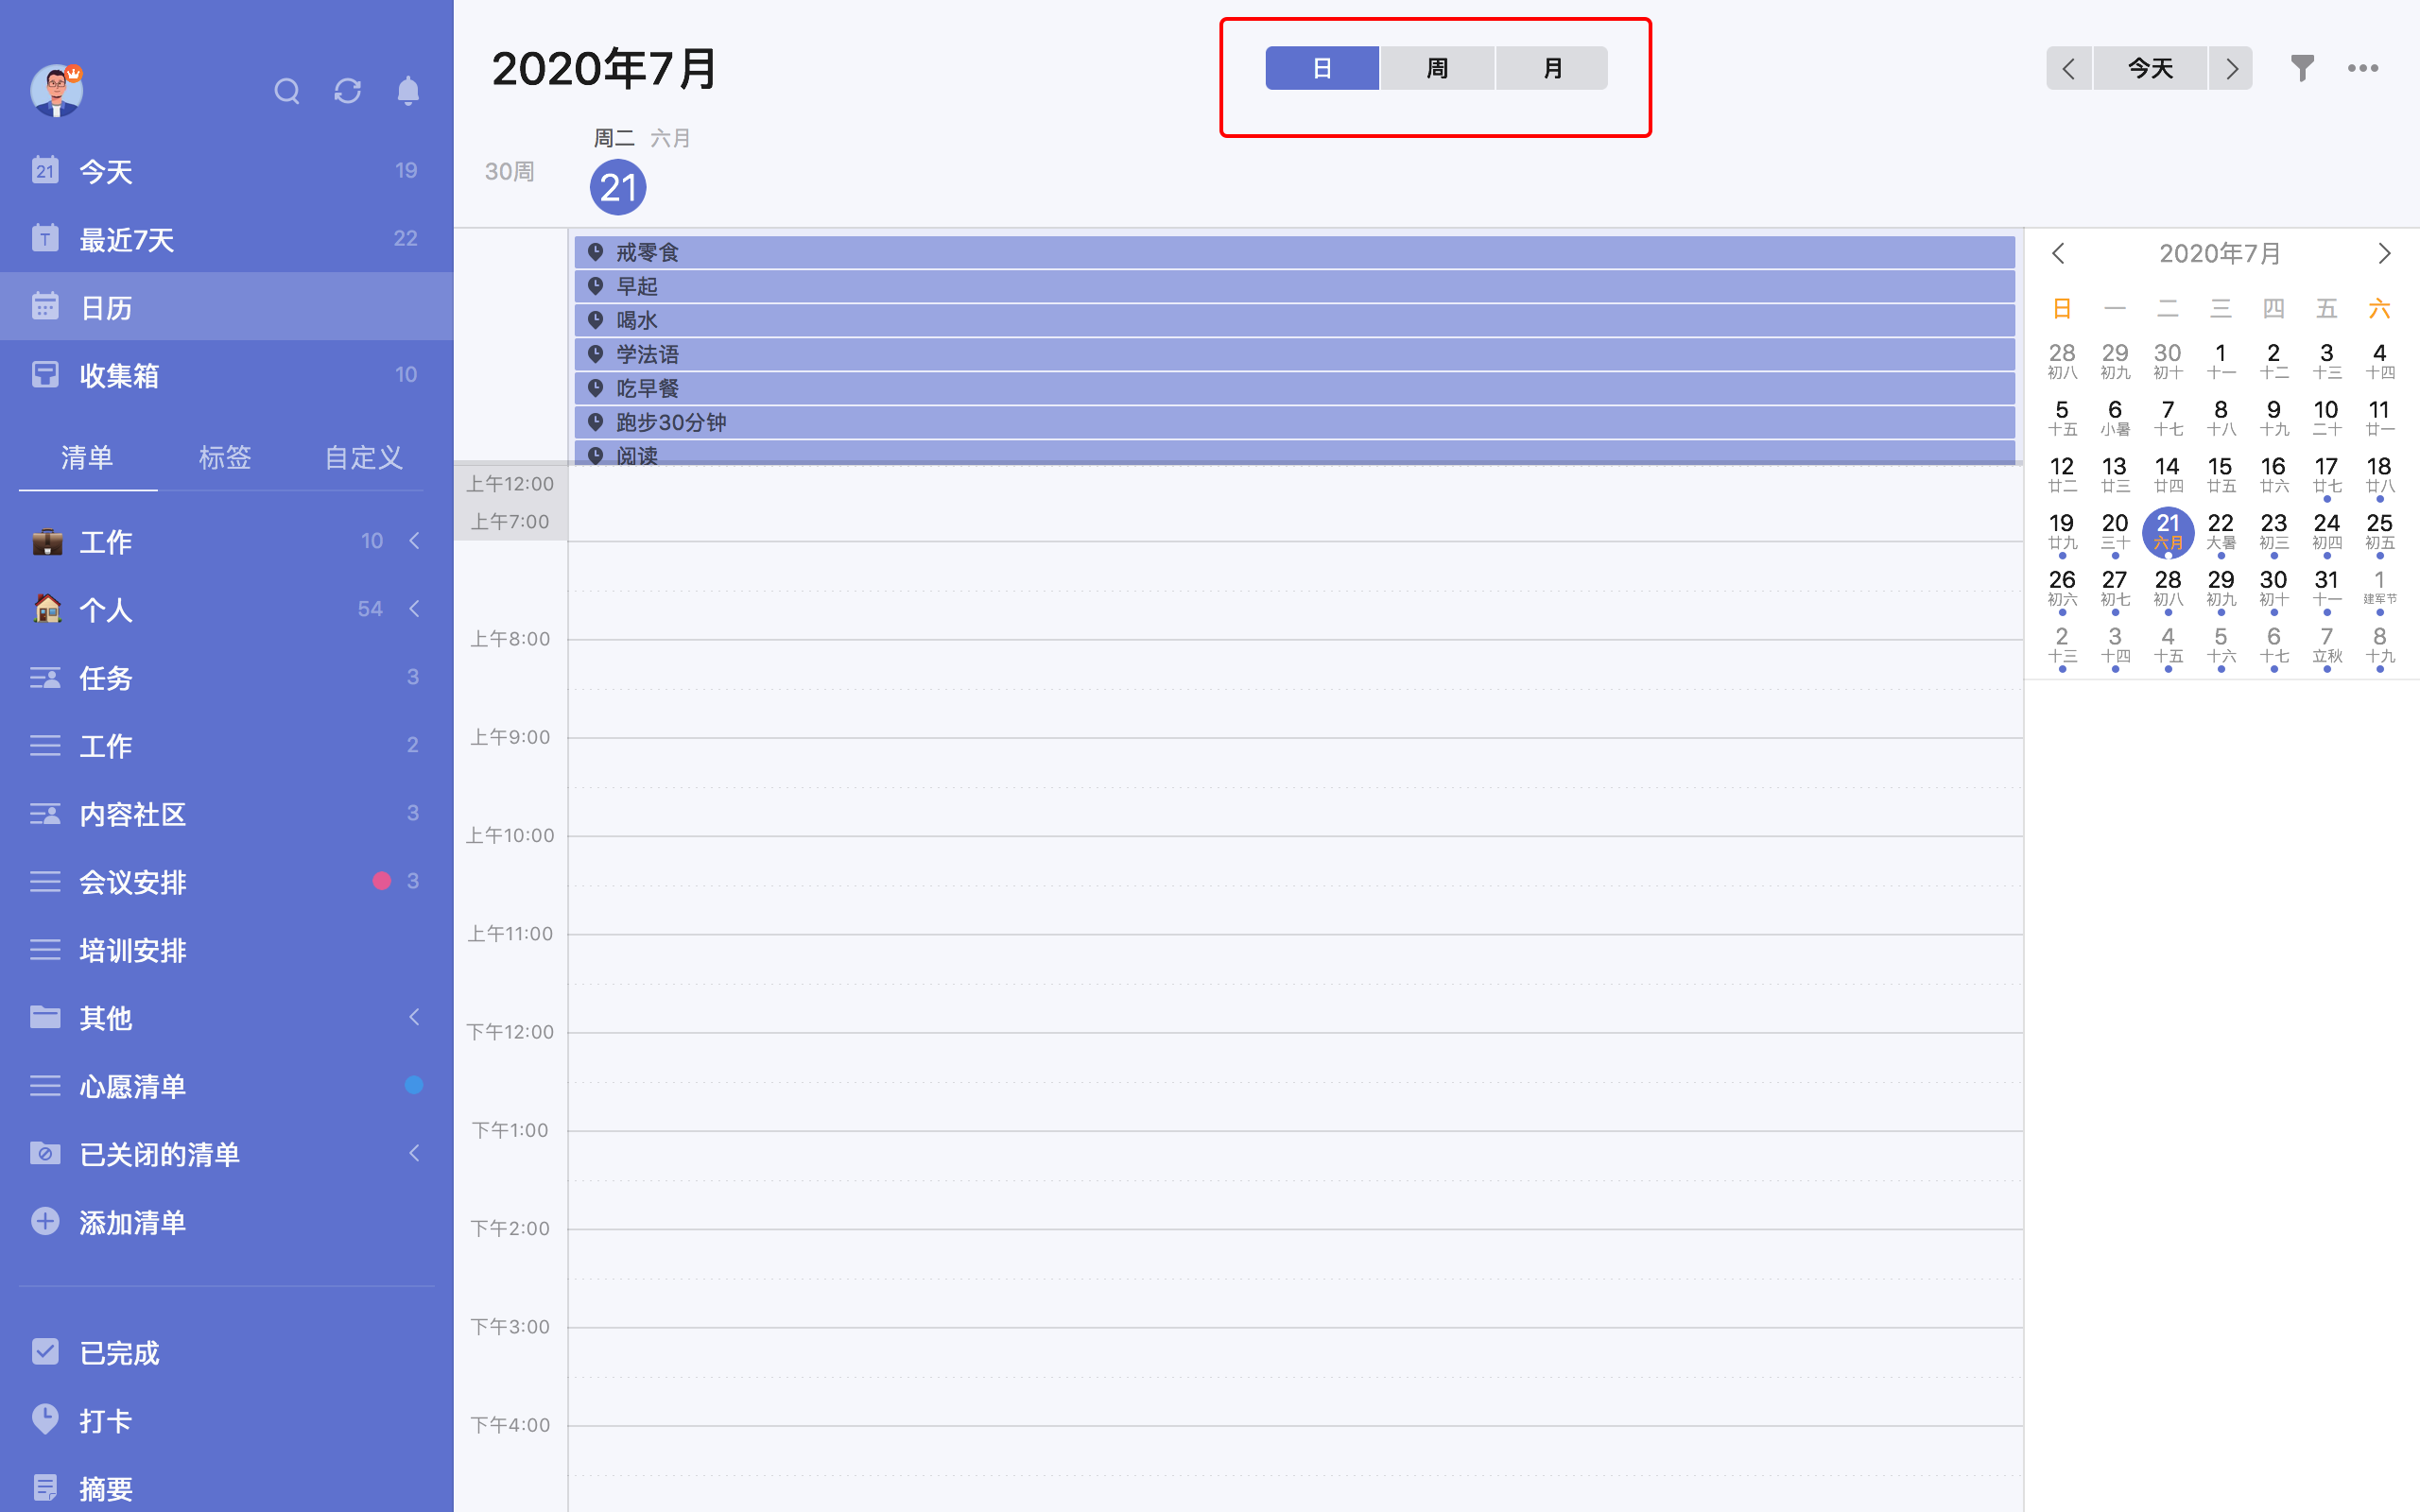 21 今天 19
T 最近7天 22
日历
收集箱 10
清单 标签 自定义
工作 10
个人 54
任务 3
工作 2
内容社区 3
会议安排 3
培训安排
其他
心愿清单
已关闭的清单
添加清单
已完成
打卡
摘要
2020年7月
日 周 月
今天
周二 六月
30周
21
戒零食
早起
喝水
学法语
吃早餐
跑步30分钟
阅读
上午12:00
上午7:00
上午8:00
上午9:00
上午10:00
上午11:00
下午12:00
下午1:00
下午2:00
下午3:00
下午4:00
2020年7月
日 一 二 三 四 五 六
28 29 30 1 2 3 4
初八 初九 初十 十一 十二 十三 十四
5 6 7 8 9 10 11
十五 小暑 十七 十八 十九 二十 廿一
12 13 14 15 16 17 18
廿二 廿三 廿四 廿五 廿六 廿七 廿八
19 20 21 22 23 24 25
廿九 三十 六月 大暑 初三 初四 初五
26 27 28 29 30 31 1
初六 初七 初八 初九 初十 十一 建军节
2 3 4 5 6 7 8
十三 十四 十五 十六 十七 立秋 十九